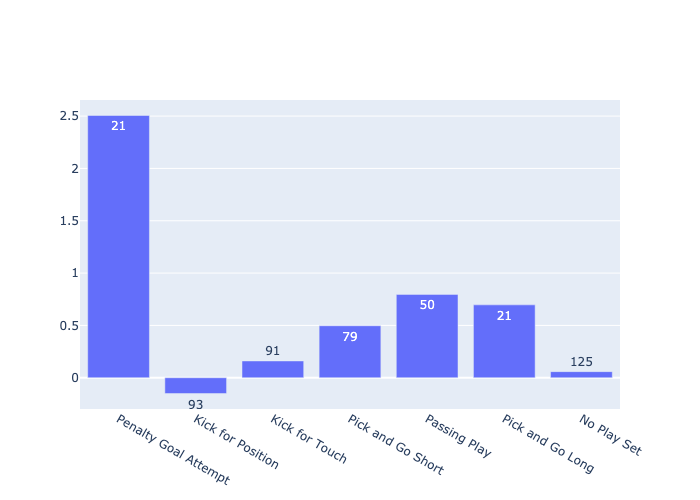 2.5
2
1.5
1
0.5
0
21
93
91
79
50
21
125
Penalty Goal Attempt
Kick for Position
Kick for Touch
Pick and Go Short
Passing Play
Pick and Go Long
No Play Set